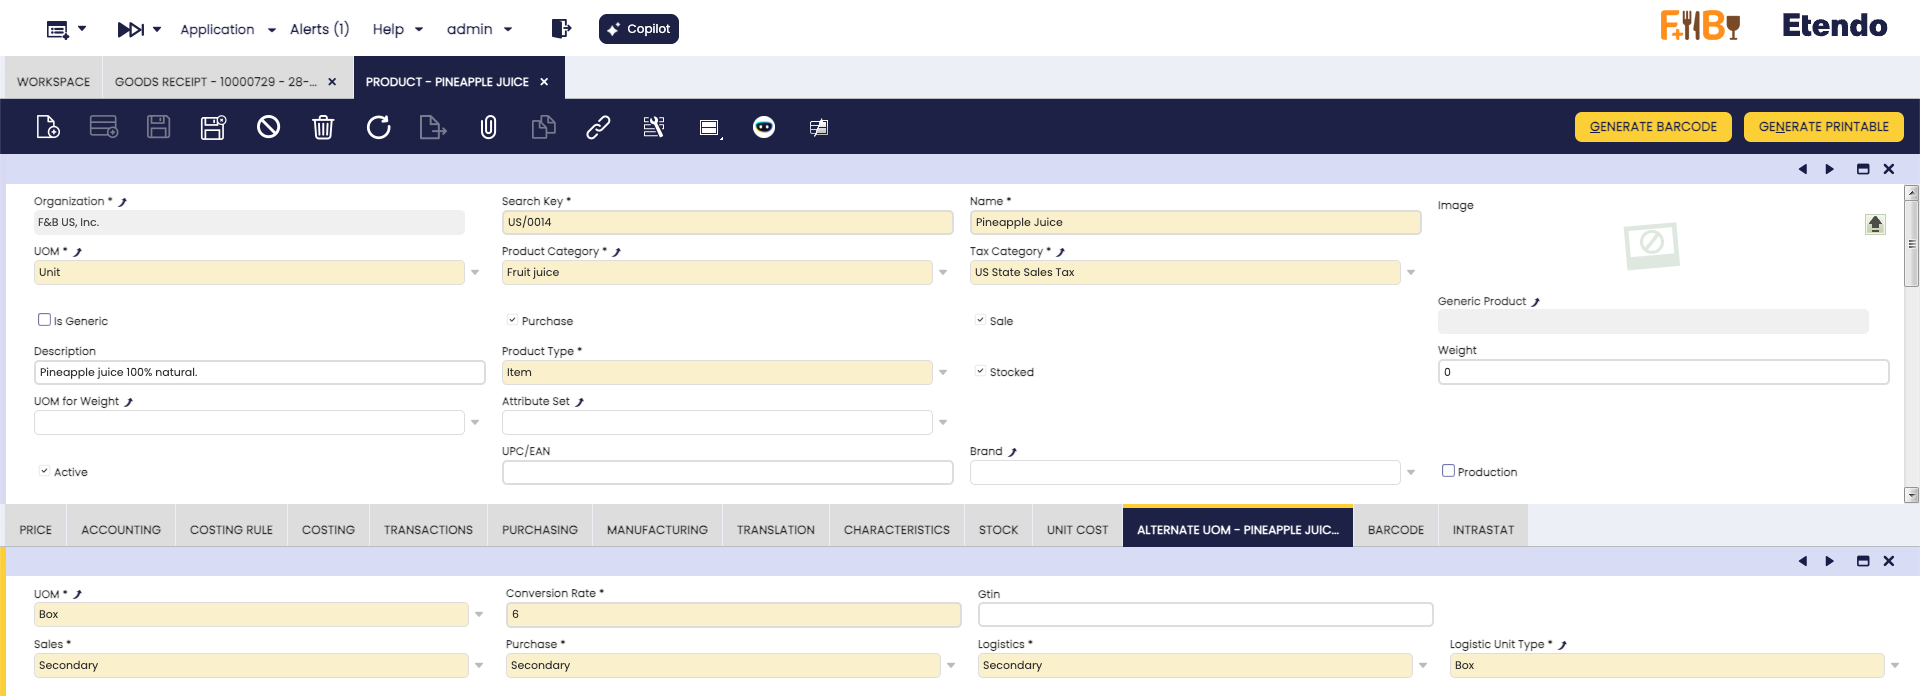 Application Alerts (1) Help admin Copilot F+B Etendo
WORKSPACE GOODS RECEIPT - 10000729 - 28-... PRODUCT - PINEAPPLE JUICE
GENERATE BARCODE GENERATE PRINTABLE
Organization * Search Key * Name * Image
F&B US, Inc. US/0014 Pineapple Juice
UOM * Product Category * Tax Category *
Unit Fruit juice US State Sales Tax
Generic Product
Is Generic Purchase Sale
Description Product Type * Weight
Pineapple juice 100% natural. Item Stocked 0
UOM for Weight Attribute Set
UPC/EAN Brand
Active Production
PRICE ACCOUNTING COSTING RULE COSTING TRANSACTIONS PURCHASING MANUFACTURING TRANSLATION CHARACTERISTICS STOCK UNIT COST ALTERNATE UOM - PINEAPPLE JUIC... BARCODE INTRASTAT
UOM * Conversion Rate * Gtin
Box 6
Sales * Purchase * Logistics * Logistic Unit Type *
Secondary Secondary Secondary Box